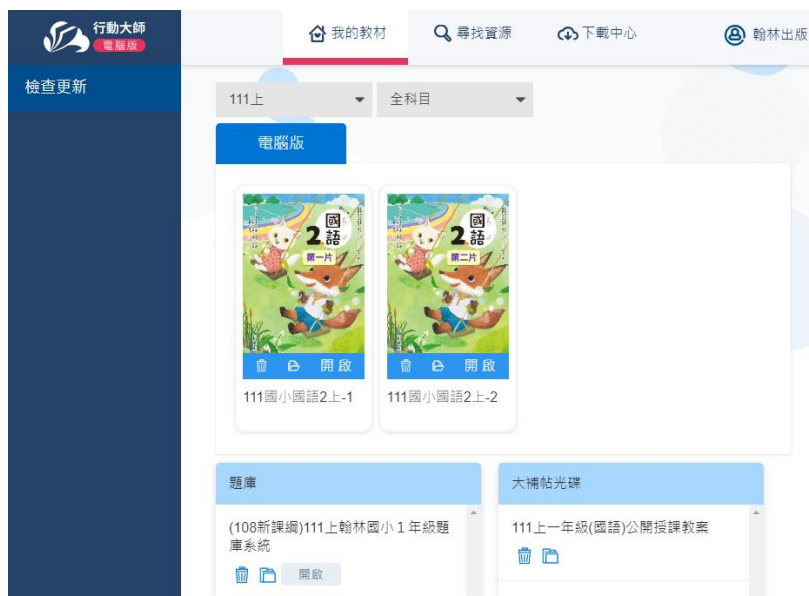 行動大師
電腦版
我的教材
尋找資源
下載中心
翰林出版
檢查更新
111上
全科目
電腦版
2上
國語
第一片
開啟
111國小國語2上-1
2上
國語
第二片
開啟
111國小國語2上-2
題庫
(108新課綱)111上翰林國小1年級題
庫系統
開啟
大補帖光碟
111上一年級(國語)公開授課教案